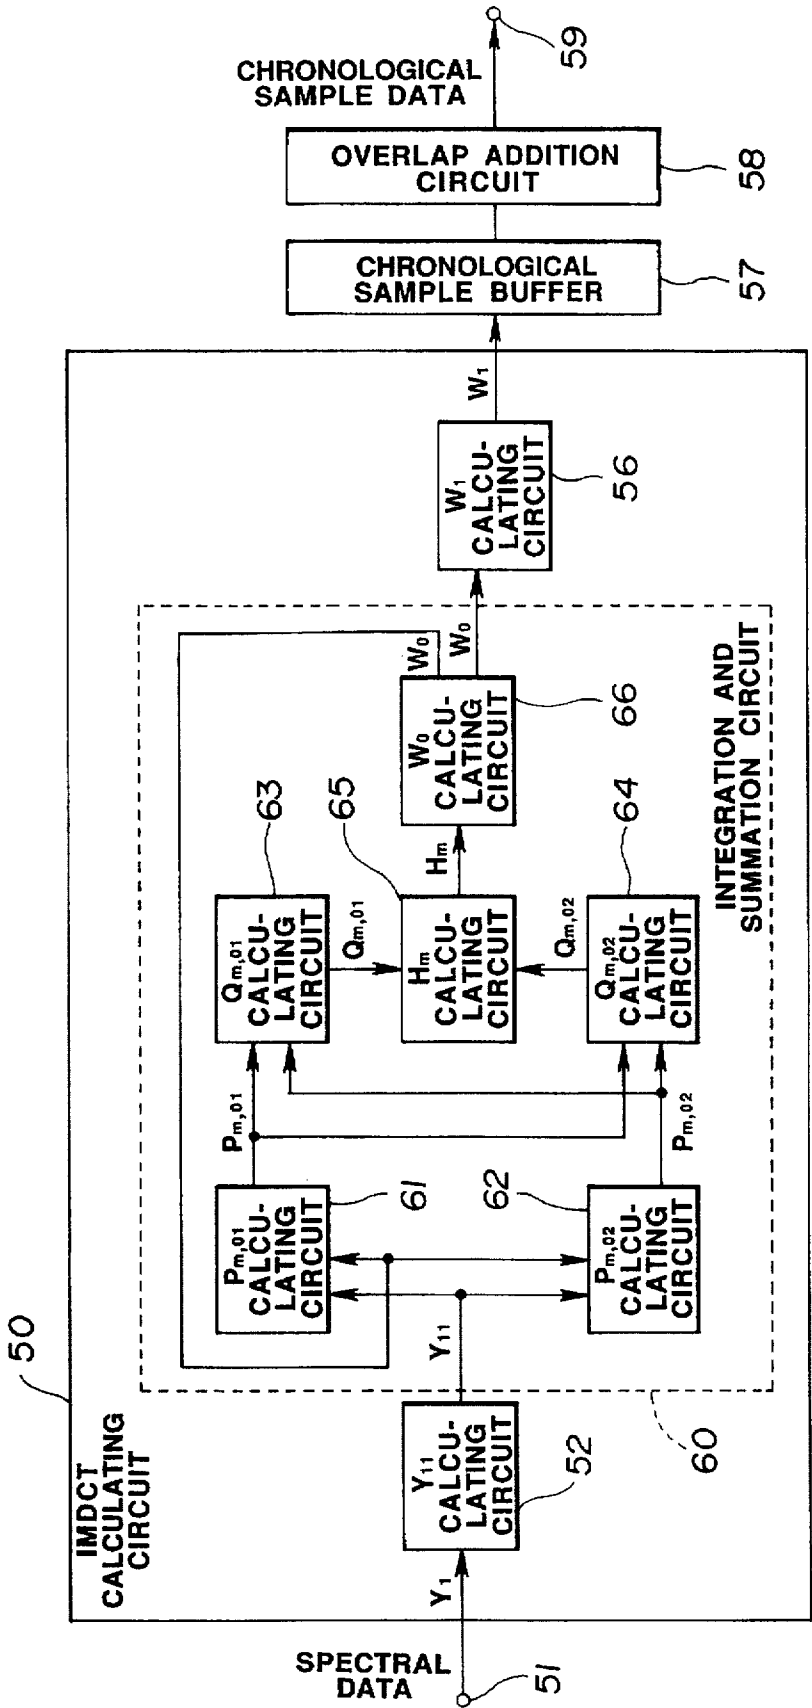 50
IMDCT
CALCULATING
CIRCUIT
SPECTRAL
DATA
51
Y1
Y11
CALCU-
LATING
CIRCUIT
52
Y11
60
Pm,01
CALCU-
LATING
CIRCUIT
61
Pm,02
CALCU-
LATING
CIRCUIT
62
Pm,01
Pm,02
Qm,01
CALCU-
LATING
CIRCUIT
63
Qm,01
Hm
CALCU-
LATING
CIRCUIT
65
Qm,02
Qm,02
CALCU-
LATING
CIRCUIT
64
Hm
W0
CALCU-
LATING
CIRCUIT
66
W0
W0
INTEGRATION AND
SUMMATION CIRCUIT
W1
CALCU-
LATING
CIRCUIT
56
W1
CHRONOLOGICAL
SAMPLE BUFFER
57
OVERLAP ADDITION
CIRCUIT
58
CHRONOLOGICAL
SAMPLE DATA
59